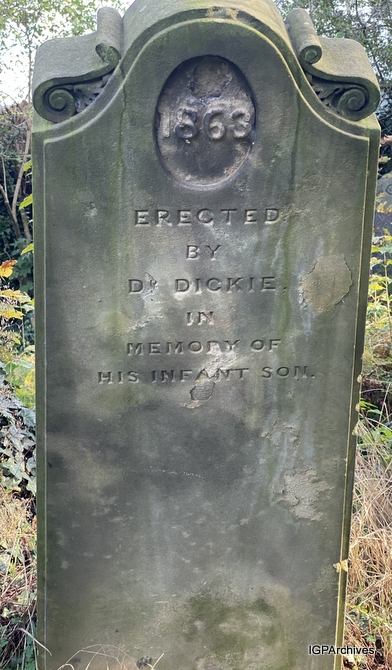 1863
ERECTED
BY
Dr DICKIE.
IN
MEMORY OF
HIS INFANT SON.
IGPArchives